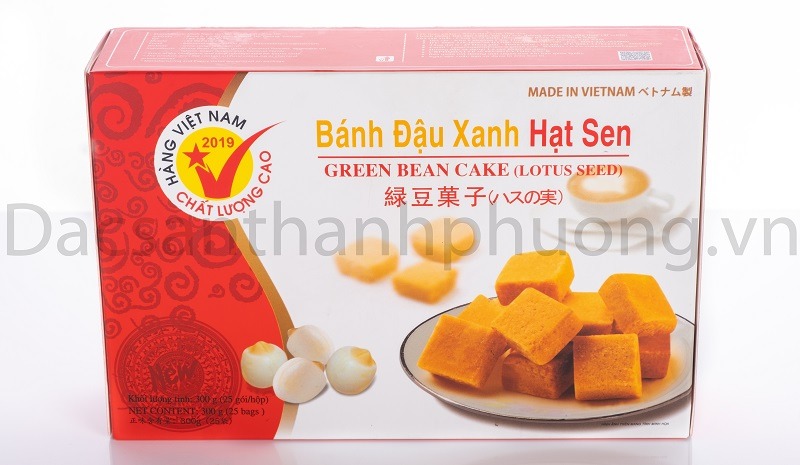 MADE IN VIETNAM ベトナム製
HÀNG VIỆT NAM
2019
CHẤT LƯỢNG CAO
Bánh Đậu Xanh Hạt Sen
GREEN BEAN CAKE (LOTUS SEED)
緑豆菓子(ハスの実)
Dacsanthanhphuong.vn
New
Khối lượng tịnh: 300 g (25 gói/hộp)
NET CONTENT: 300 g (25 bags )